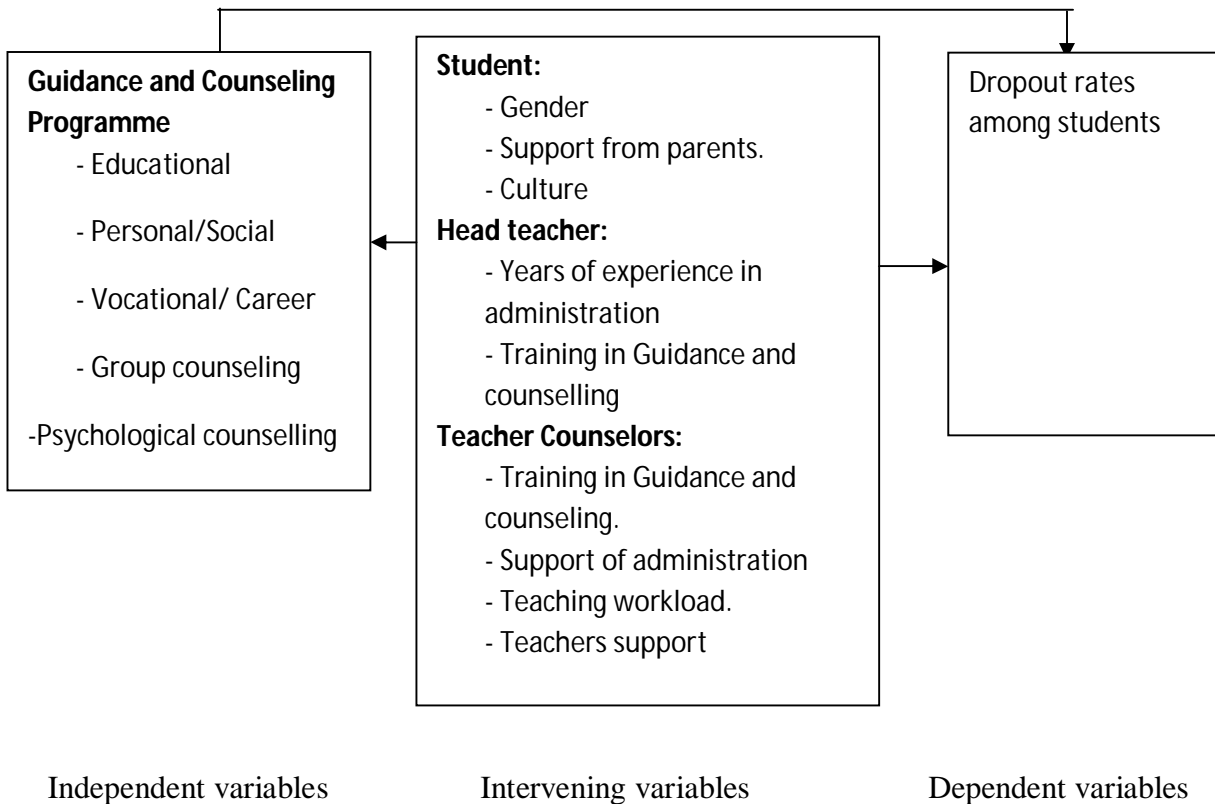 Guidance and Counseling
Programme
- Educational
- Personal/Social
- Vocational/ Career
- Group counseling
-Psychological counselling
Student:
- Gender
- Support from parents.
- Culture
Head teacher:
- Years of experience in
administration
- Training in Guidance and
counselling
Teacher Counselors:
- Training in Guidance and
counseling.
- Support of administration
- Teaching workload.
- Teachers support
Dropout rates
among students
Independent variables
Intervening variables
Dependent variables